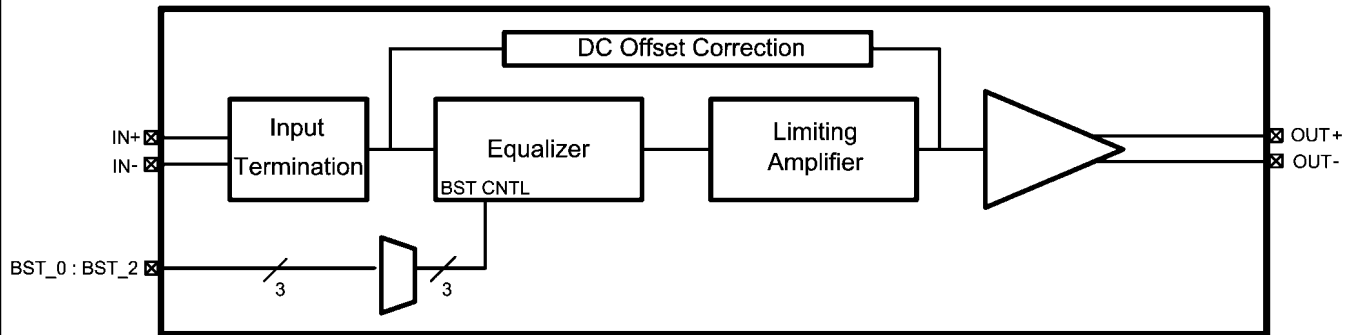 DC Offset Correction
Input
Termination
Equalizer
BST CNTL
Limiting
Amplifier
IN+
IN-
OUT+
OUT-
BST_0 : BST_2
3
3